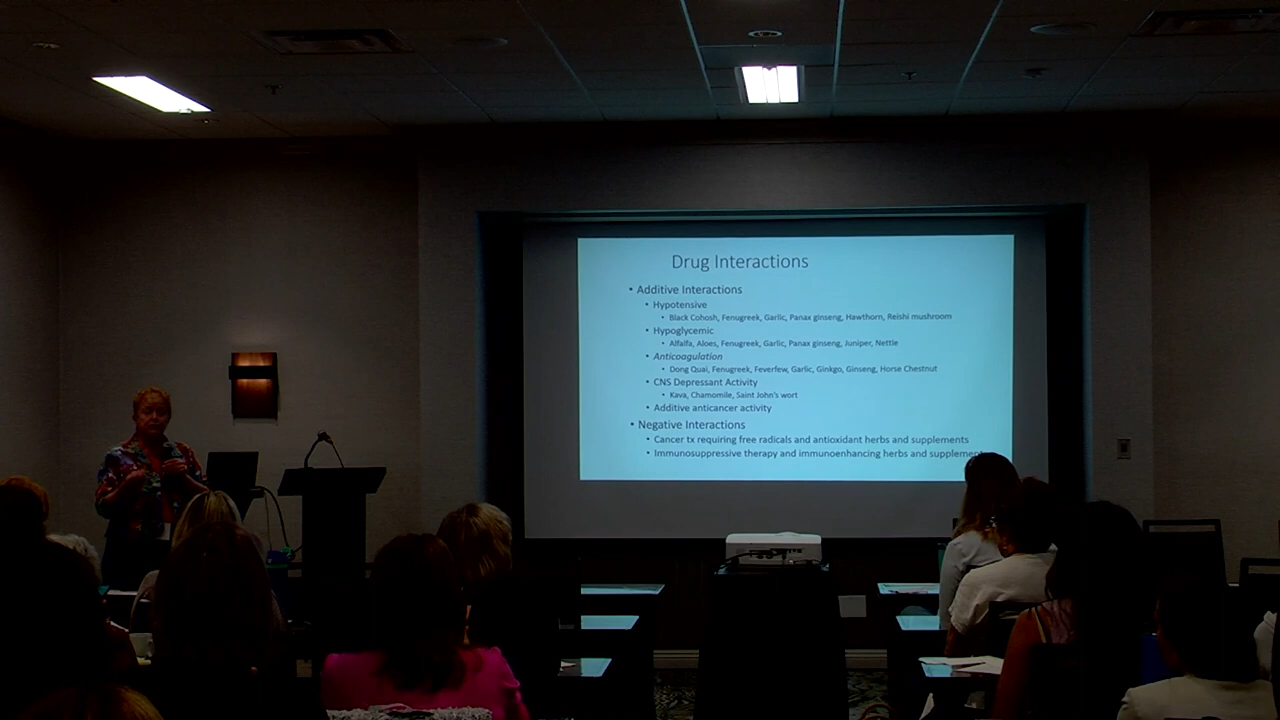 Drug Interactions
• Additive Interactions
• Hypotensive
• Black Cohosh, Fenugreek, Garlic, Panax ginseng, Hawthorn, Reishi mushroom
• Hypoglycemic
• Alfalfa, Aloes, Fenugreek, Garlic, Panax ginseng, Juniper, Nettle
• Anticoagulation
• Dong Quai, Fenugreek, Feverfew, Garlic, Ginkgo, Ginseng, Horse Chestnut
• CNS Depressant Activity
• Kava, Chamomile, Saint John's wort
• Additive anticancer activity
• Negative Interactions
• Cancer tx requiring free radicals and antioxidant herbs and supplements
• Immunosuppressive therapy and immunoenhancing herbs and supplement